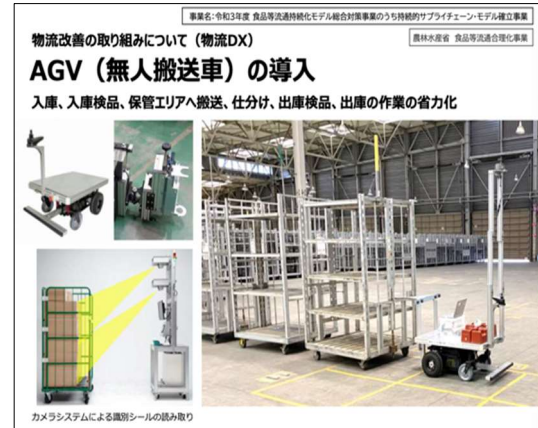 事業名：令和3年度 食品等流通持続化モデル総合対策事業のうち持続的サプライチェーン・モデル確立事業
物流改善の取り組みについて（物流DX）
農林水産省 食品等流通合理化事業
AGV（無人搬送車）の導入
入庫、入庫検品、保管エリアへ搬送、仕分け、出庫検品、出庫の作業の省力化
カメラシステムによる識別シールの読み取り